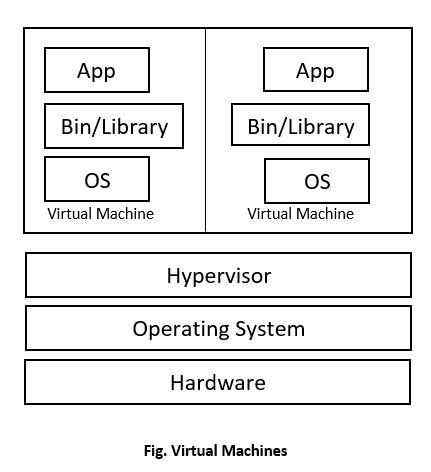 App
Bin/Library
OS
Virtual Machine
App
Bin/Library
OS
Virtual Machine
Hypervisor
Operating System
Hardware
Fig. Virtual Machines